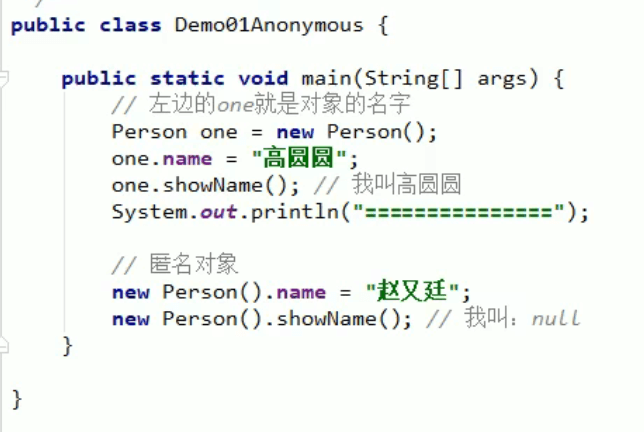 public class Demo01Anonymous {
public static void main(String[] args) {
// 左边的one就是对象的名字
Person one = new Person();
one.name = "高圆圆";
one.showName(); // 我叫高圆圆
System.out.println("===============");
// 匿名对象
new Person().name = "赵又廷";
new Person().showName(); // 我叫：null
}
}